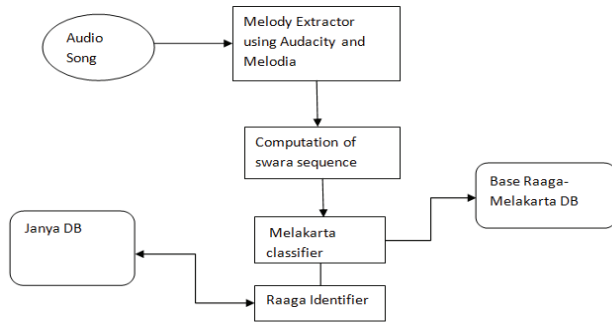 Audio
Song
Melody Extractor
using Audacity and
Melodia
Computation of
swara sequence
Base Raaga-
Melakarta DB
Janya DB
Melakarta
classifier
Raaga Identifier